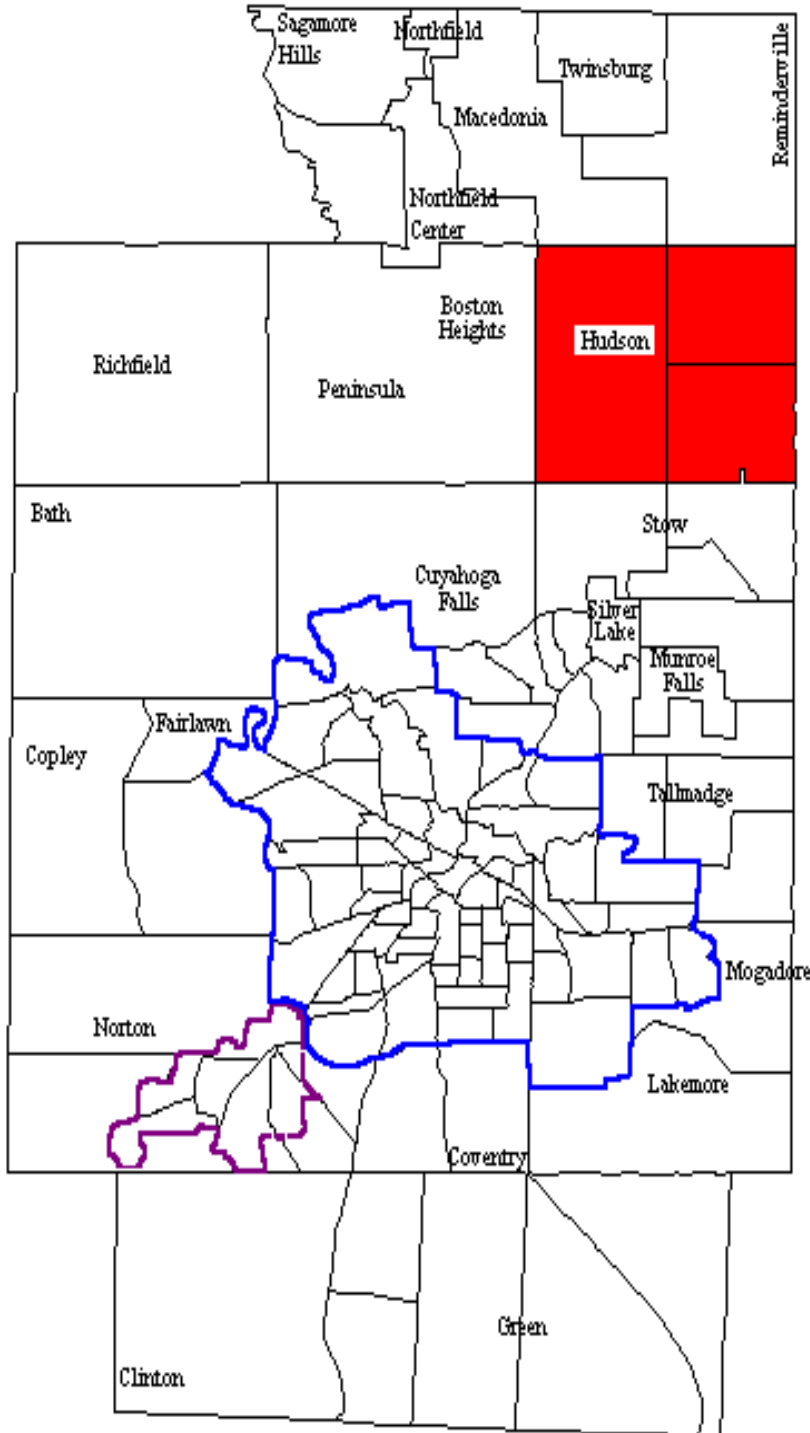 Sagamore
Hills
Northfield
Twinsburg
Reminderville
Macedonia
Northfield
Center
Boston
Heights
Hudson
Richfield
Peninsula
Bath
Stow
Cuyahoga
Falls
Silver
Lake
Munroe
Falls
Fairlawn
Copley
Tallmadge
Mogadore
Norton
Lakemore
Coventry
Green
Clinton